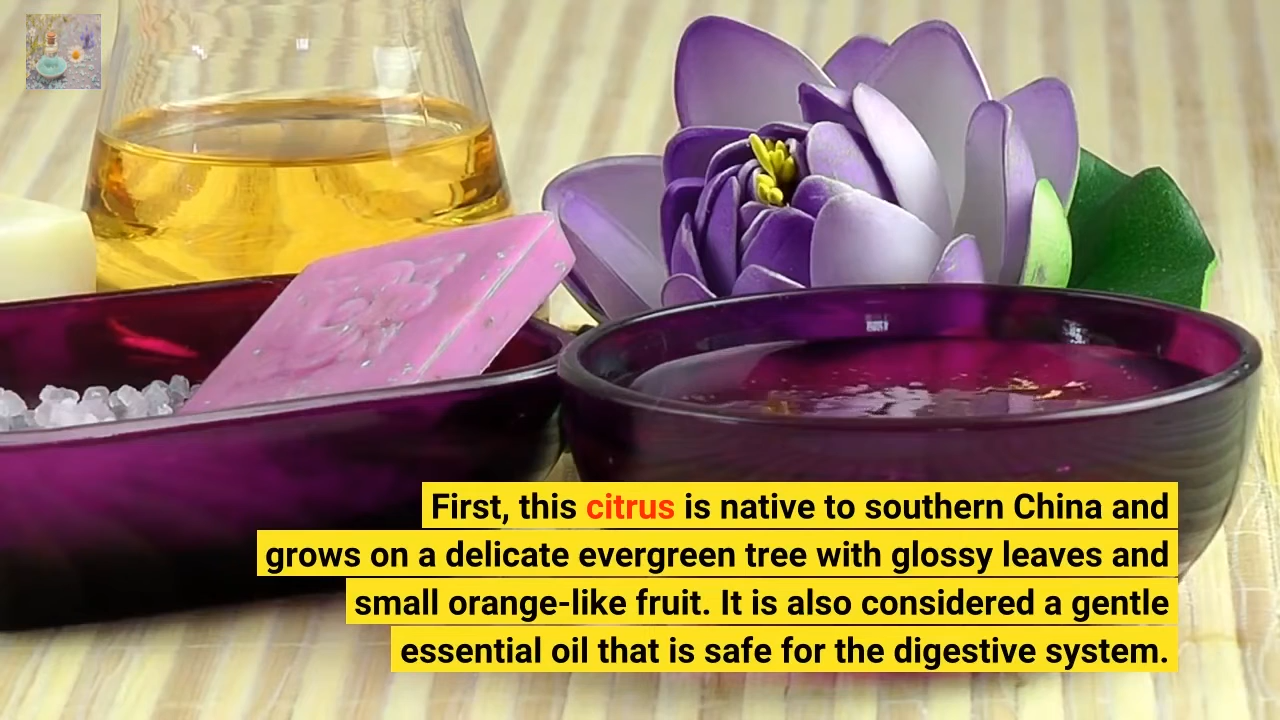 First, this citrus is native to southern China and
grows on a delicate evergreen tree with glossy leaves and
small orange-like fruit. It is also considered a gentle
essential oil that is safe for the digestive system.